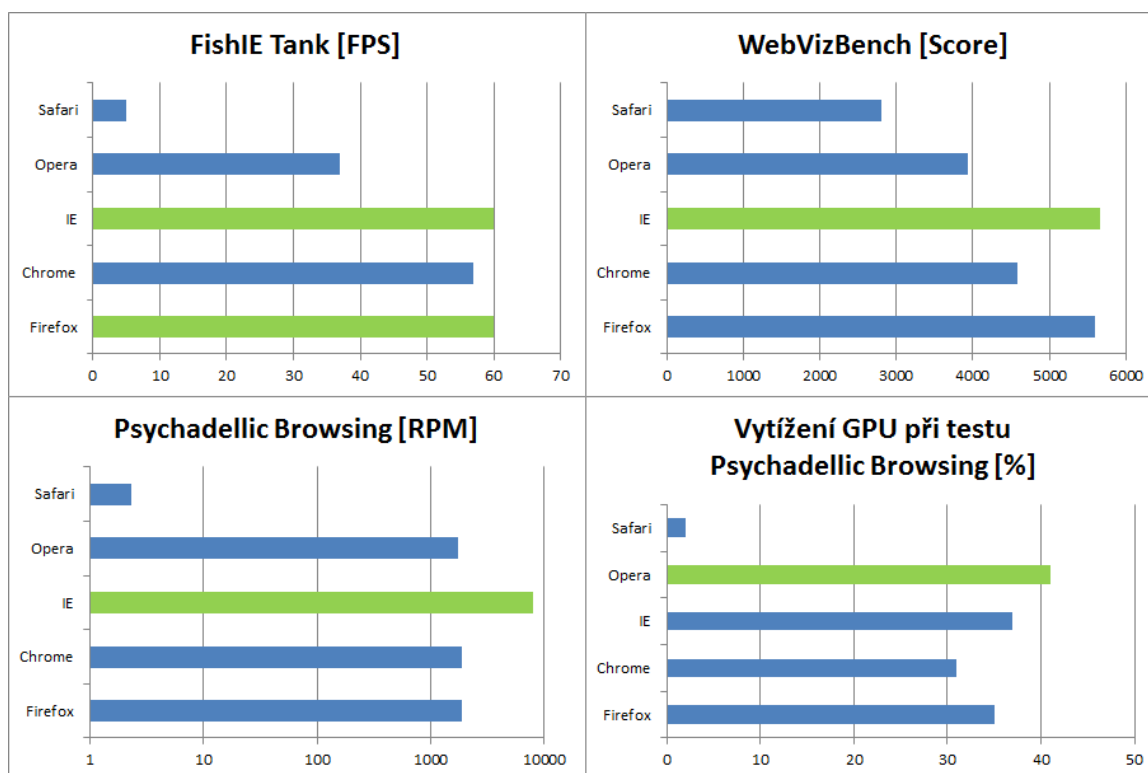 FishIE Tank [FPS]
Safari
Opera
IE
Chrome
Firefox
0 10 20 30 40 50 60 70
WebVizBench [Score]
Safari
Opera
IE
Chrome
Firefox
0 1000 2000 3000 4000 5000 6000
Psychadellic Browsing [RPM]
Safari
Opera
IE
Chrome
Firefox
1 10 100 1000 10000
Vytížení GPU při testu
Psychadellic Browsing [%]
Safari
Opera
IE
Chrome
Firefox
0 10 20 30 40 50